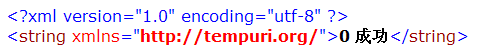 <?xml version="1.0" encoding="utf-8" ?>
<string xmlns="http://tempuri.org/">0 成功</string>